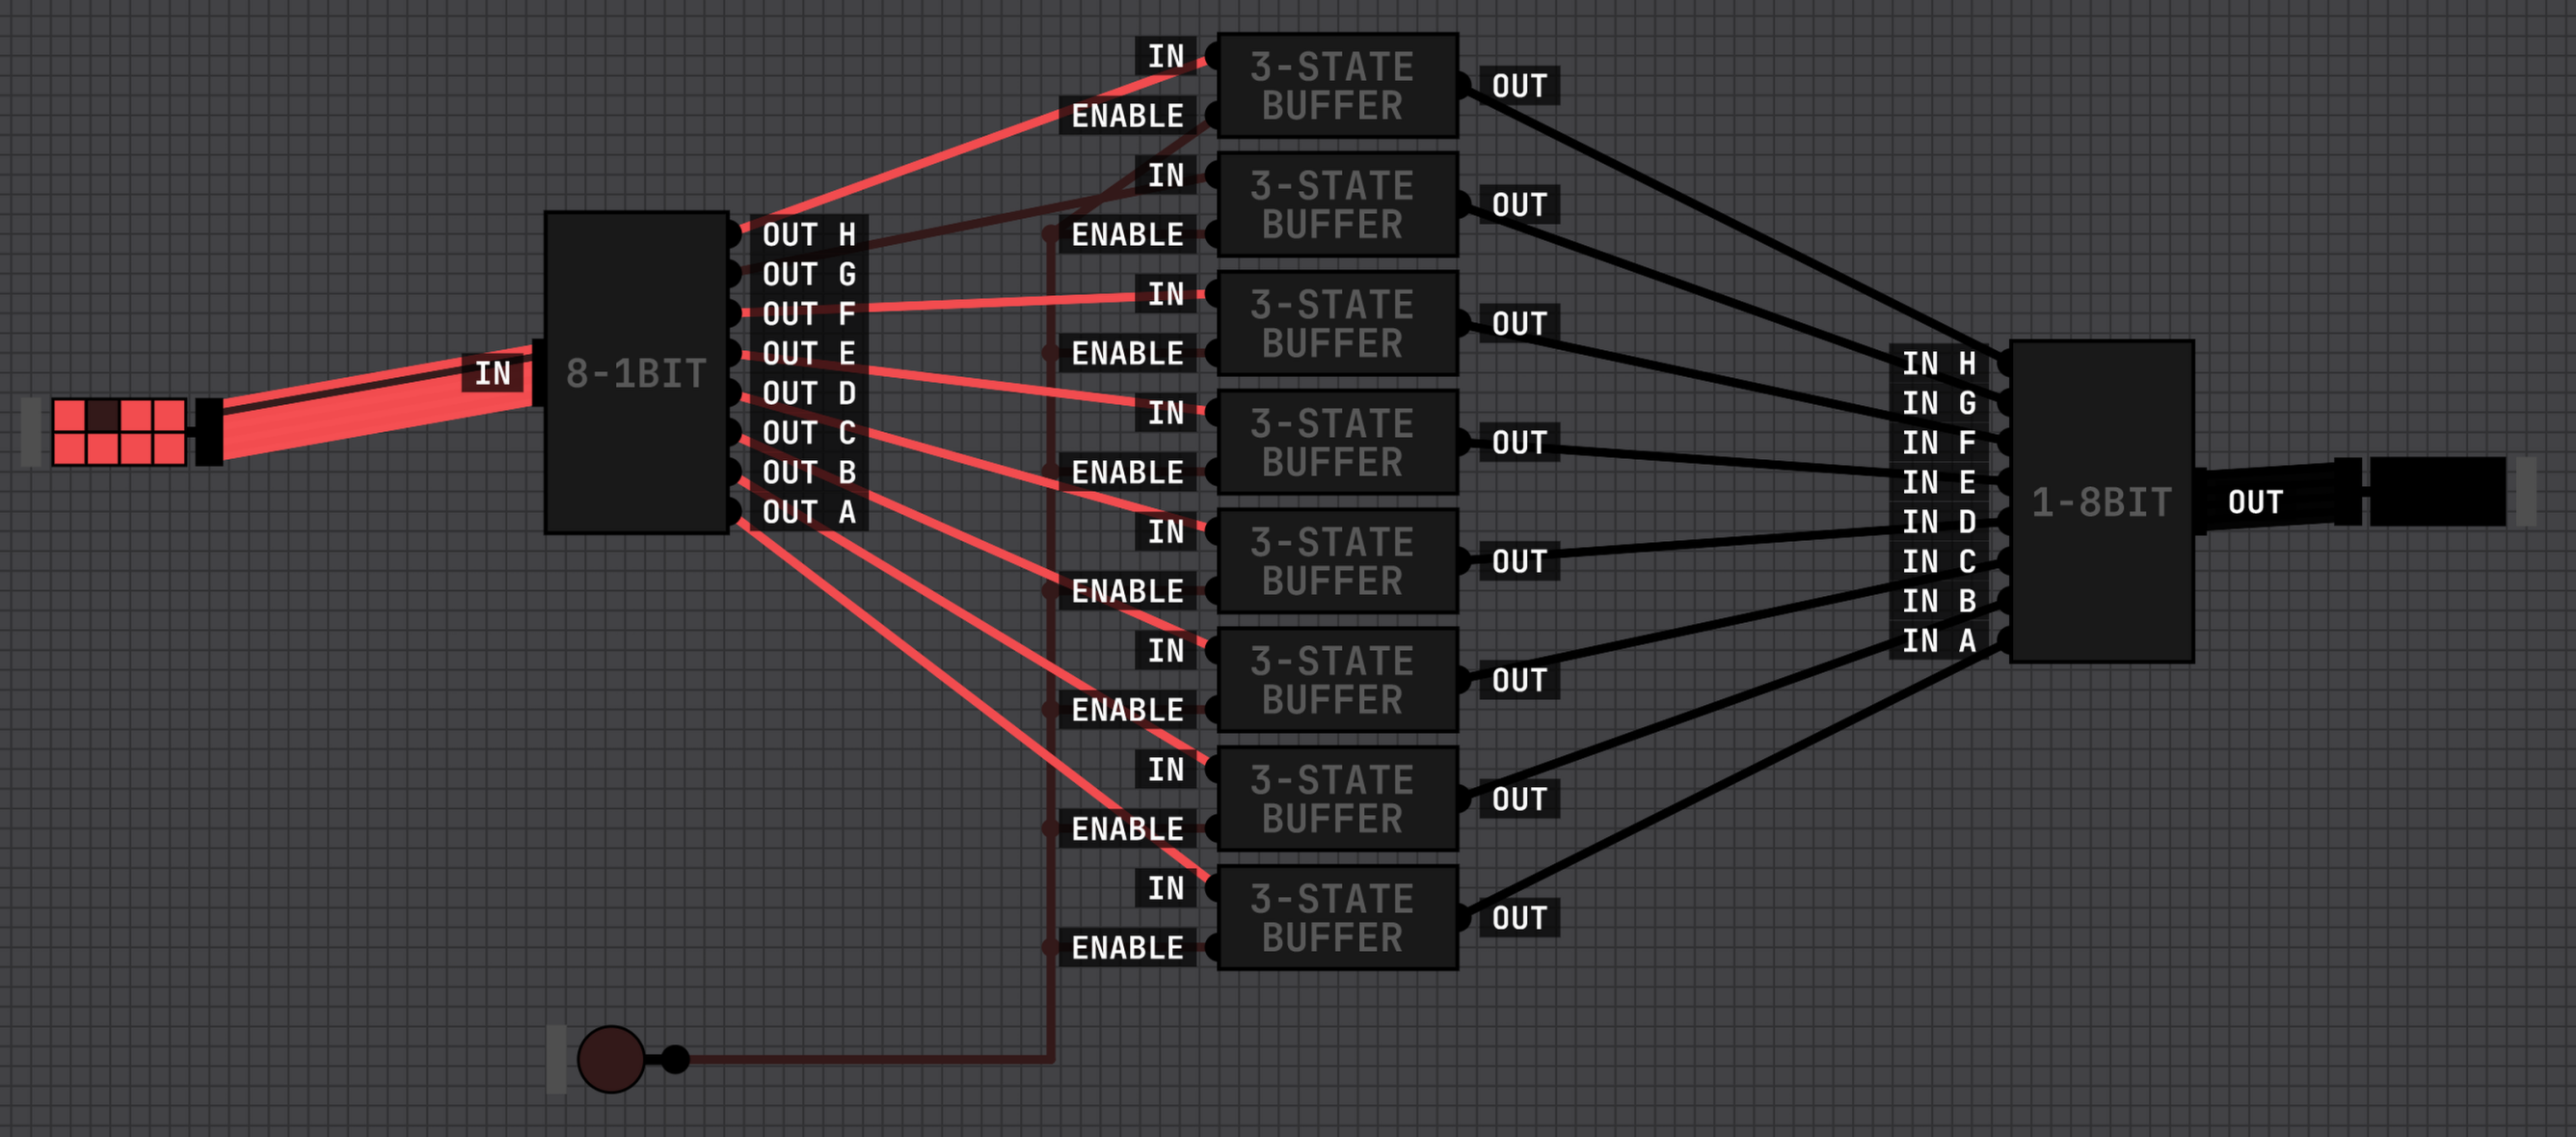 IN
8-1BIT
OUT H
OUT G
OUT F
OUT E
OUT D
OUT C
OUT B
OUT A
IN
ENABLE
3-STATE
BUFFER
OUT
IN
ENABLE
3-STATE
BUFFER
OUT
IN
ENABLE
3-STATE
BUFFER
OUT
IN
ENABLE
3-STATE
BUFFER
OUT
IN
ENABLE
3-STATE
BUFFER
OUT
IN
ENABLE
3-STATE
BUFFER
OUT
IN
ENABLE
3-STATE
BUFFER
OUT
IN
ENABLE
3-STATE
BUFFER
OUT
IN H
IN G
IN F
IN E
IN D
IN C
IN B
IN A
1-8BIT
OUT